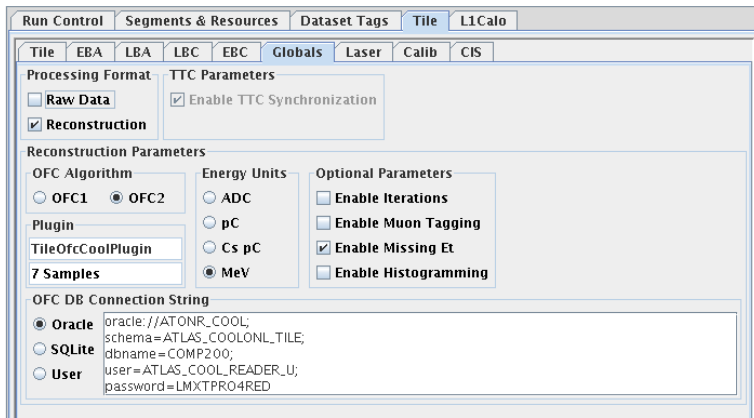 Run Control Segments & Resources Dataset Tags Tile L1Calo
Tile EBA LBA LBC EBC Globals Laser Calib CIS
Processing Format TTC Parameters
Raw Data Enable TTC Synchronization
Reconstruction
Reconstruction Parameters
OFC Algorithm Energy Units Optional Parameters
OFC1 OFC2 ADC Enable Iterations
Plugin pC Enable Muon Tagging
TileOfcCoolPlugin Cs pC Enable Missing Et
7 Samples MeV Enable Histogramming
OFC DB Connection String
Oracle oracle://ATONR_COOL;
schema=ATLAS_COOLONL_TILE;
SQLite dbname=COMP200;
User user=ATLAS_COOL_READER_U;
password=LMXTPRO4RED